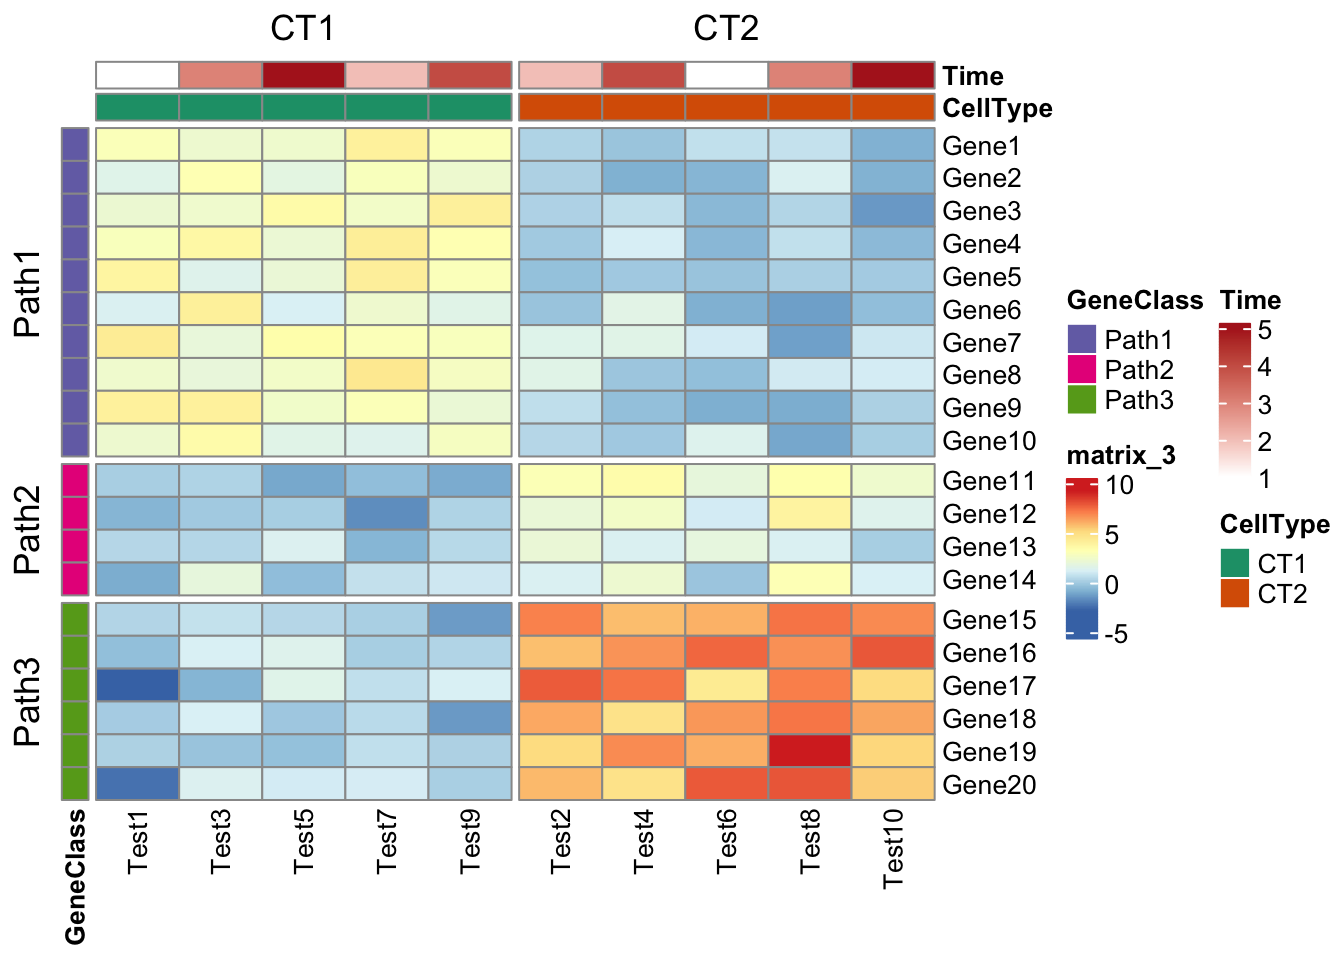 CT1
CT2
Time
CellType
Path1
Gene1
Gene2
Gene3
Gene4
Gene5
Gene6
Gene7
Gene8
Gene9
Gene10
Path2
Gene11
Gene12
Gene13
Gene14
Path3
Gene15
Gene16
Gene17
Gene18
Gene19
Gene20
GeneClass
Test1
Test3
Test5
Test7
Test9
Test2
Test4
Test6
Test8
Test10
GeneClass
Path1
Path2
Path3
matrix_3
10
5
0
-5
Time
5
4
3
2
1
CellType
CT1
CT2